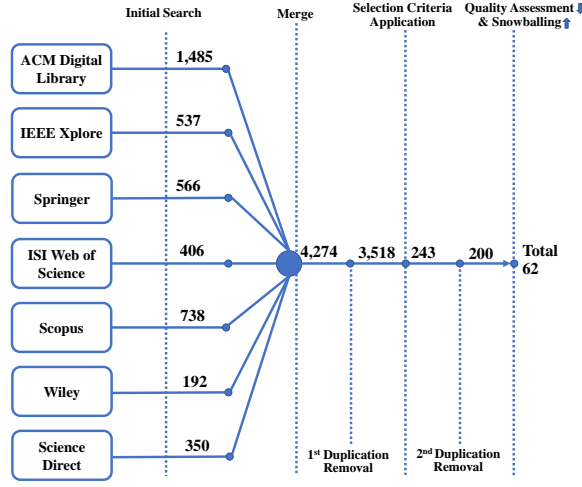 Initial Search
Merge
Selection Criteria
Application
Quality Assessment
& Snowballing
ACM Digital
Library
1,485
IEEE Xplore
537
Springer
566
ISI Web of
Science
406
4,274
3,518
243
200
Total
62
Scopus
738
Wiley
192
Science
Direct
350
1st Duplication
Removal
2nd Duplication
Removal